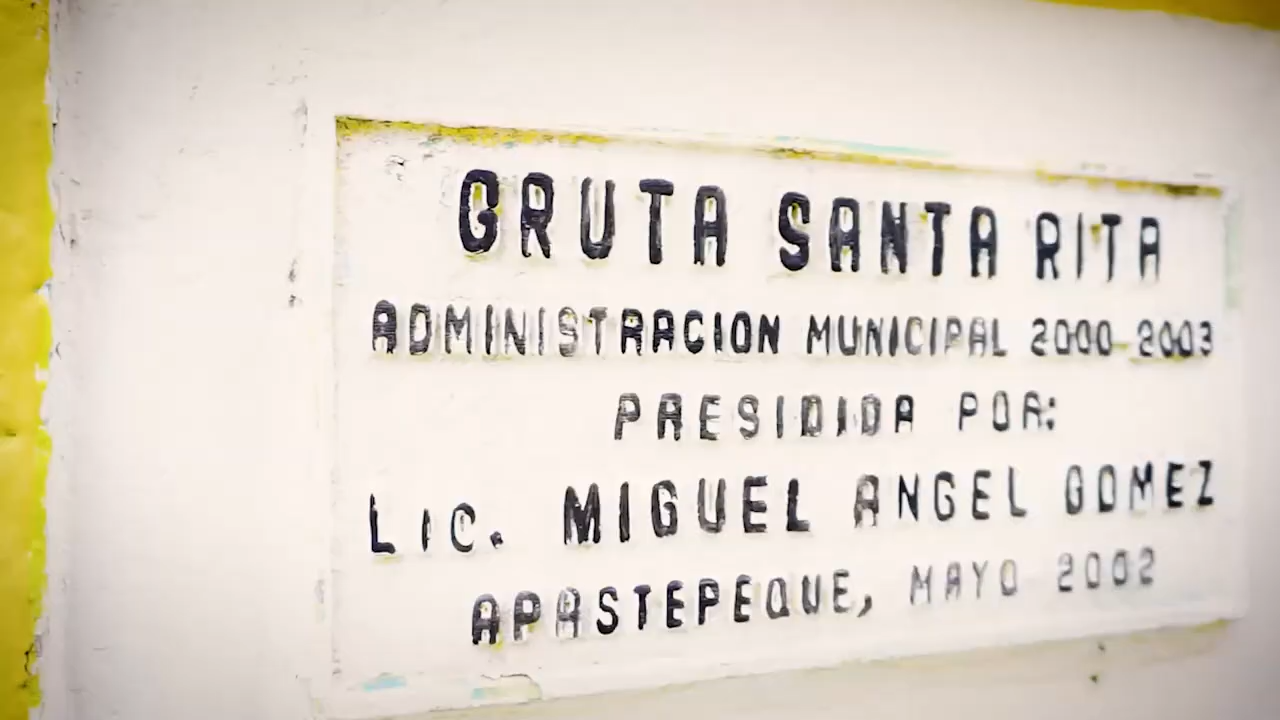 GRUTA SANTA RITA
ADMINISTRACION MUNICIPAL 2000-2003
PRESIDIDA POR:
Lic. MIGUEL ANGEL GOMEZ
APASTEPEQUE, MAYO 2002